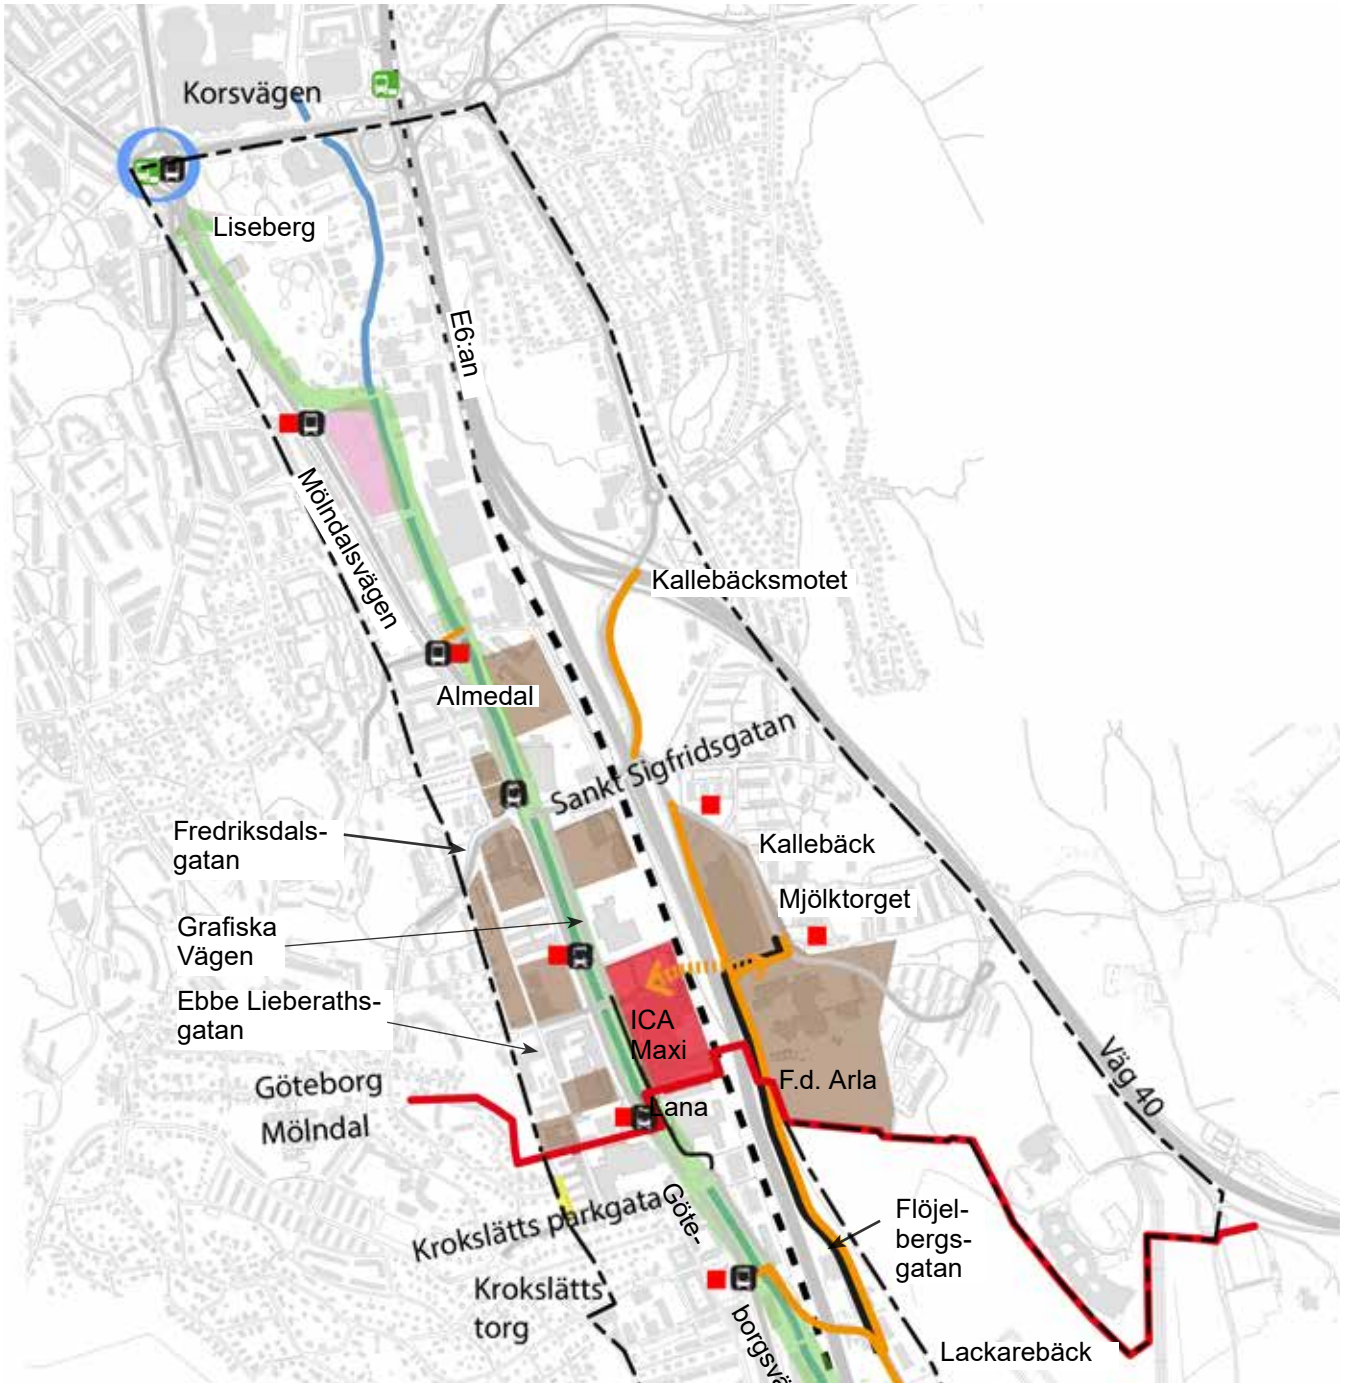 Korsvägen
Liseberg
E6:an
Mölndalsvägen
Kallebäcksmotet
Almedal
Sankt Sigfridsgatan
Fredriksdals-
gatan
Kallebäck
Mjölktorget
Grafiska
Vägen
Ebbe Lieberaths-
gatan
ICA
Maxi
Väg 40
Göteborg
Mölndal
F.d. Arla
Lana
Krokslätts parkgata
Göte-
borgsvä
Flöjel-
bergs-
gatan
Krokslätts
torg
Lackarebäck